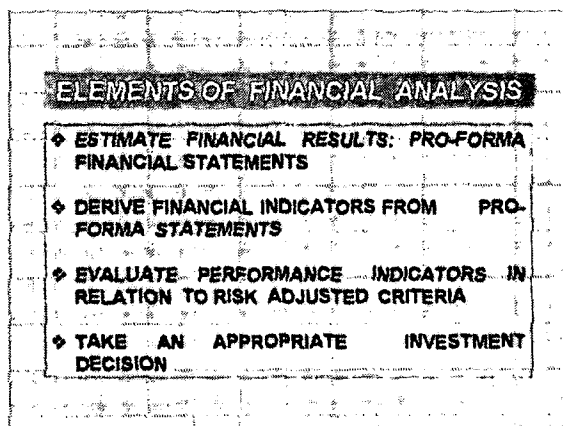 ELEMENTS OF FINANCIAL ANALYSIS
❖ ESTIMATE FINANCIAL RESULTS: PRO-FORMA
FINANCIAL STATEMENTS
❖ DERIVE FINANCIAL INDICATORS FROM PRO-
FORMA STATEMENTS
❖ EVALUATE PERFORMANCE INDICATORS IN
RELATION TO RISK ADJUSTED CRITERIA
❖ TAKE AN APPROPRIATE INVESTMENT
DECISION